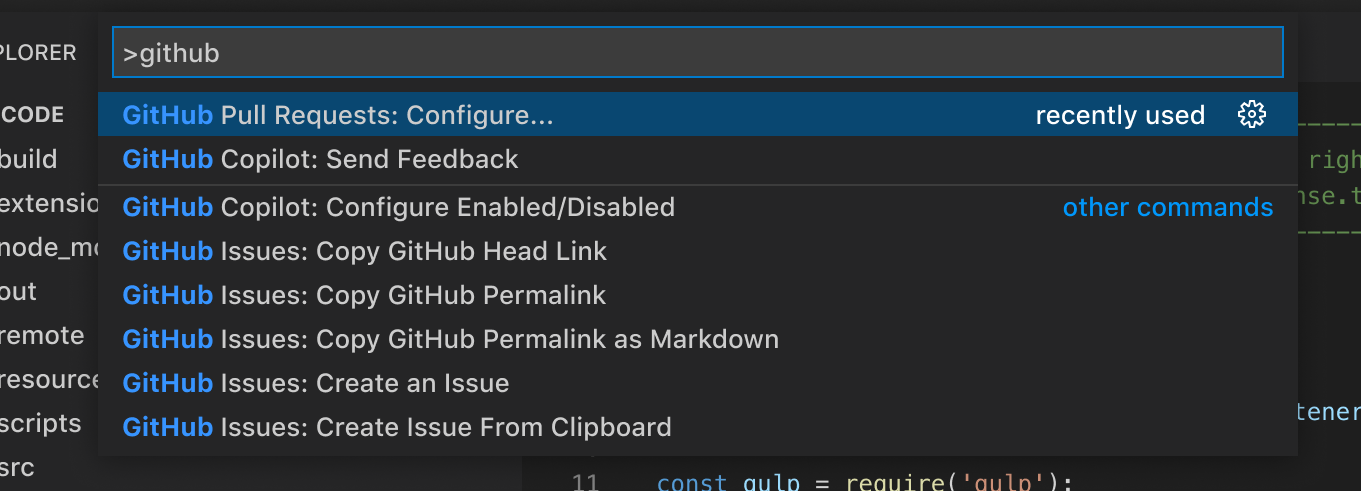 >github
GitHub Pull Requests: Configure... recently used
GitHub Copilot: Send Feedback
GitHub Copilot: Configure Enabled/Disabled other commands
GitHub Issues: Copy GitHub Head Link
GitHub Issues: Copy GitHub Permalink
GitHub Issues: Copy GitHub Permalink as Markdown
GitHub Issues: Create an Issue
GitHub Issues: Create Issue From Clipboard
PLORER
CODE
build
extensio
node_mo
out
remote
resource
scripts
src
righ
nse.t
tener
11 const gulp = require('gulp');